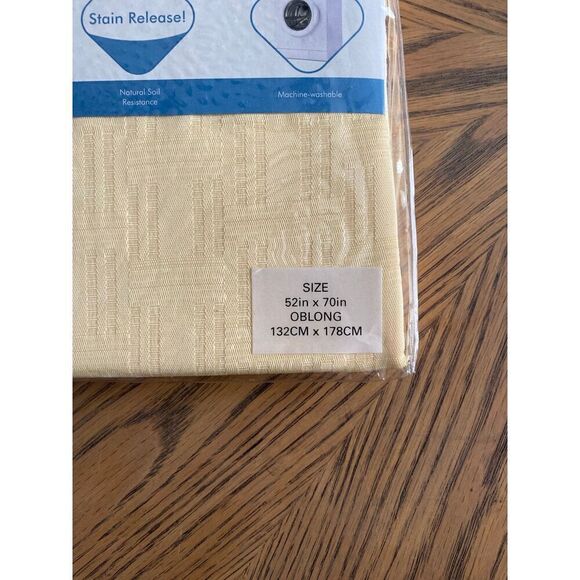 Stain Release!
Natural Soil
Resistance
Machine-washable
SIZE
52in x 70in
OBLONG
132CM x 178CM